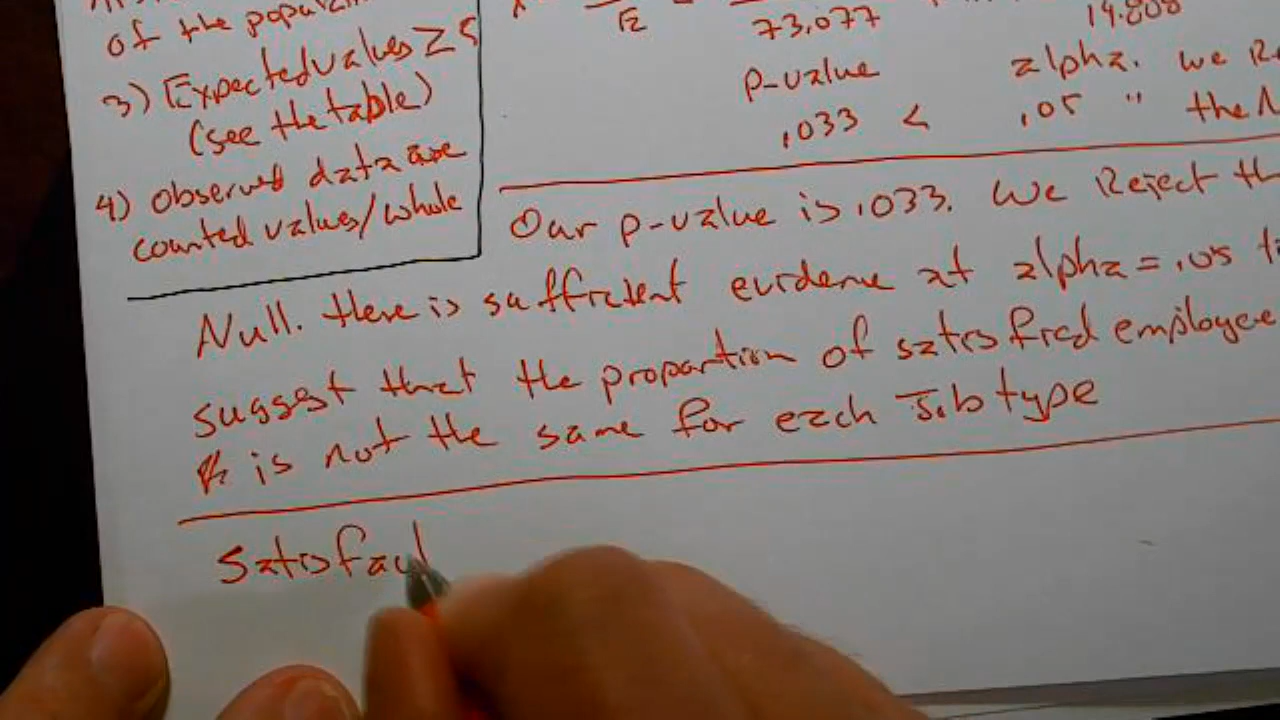 of the
3) Expected values ≥ 5
(see the table)
4) observed data are
counted values/whole
E
73.077
14.808
p-value alpha. we Re
.033 < .05 " the N
Our p-value is .033. We Reject th
Null. there is sufficient evidence at alpha = .05 t
suggest that the proportion of satisfied employee
is not the same for each Job type
Satisfact